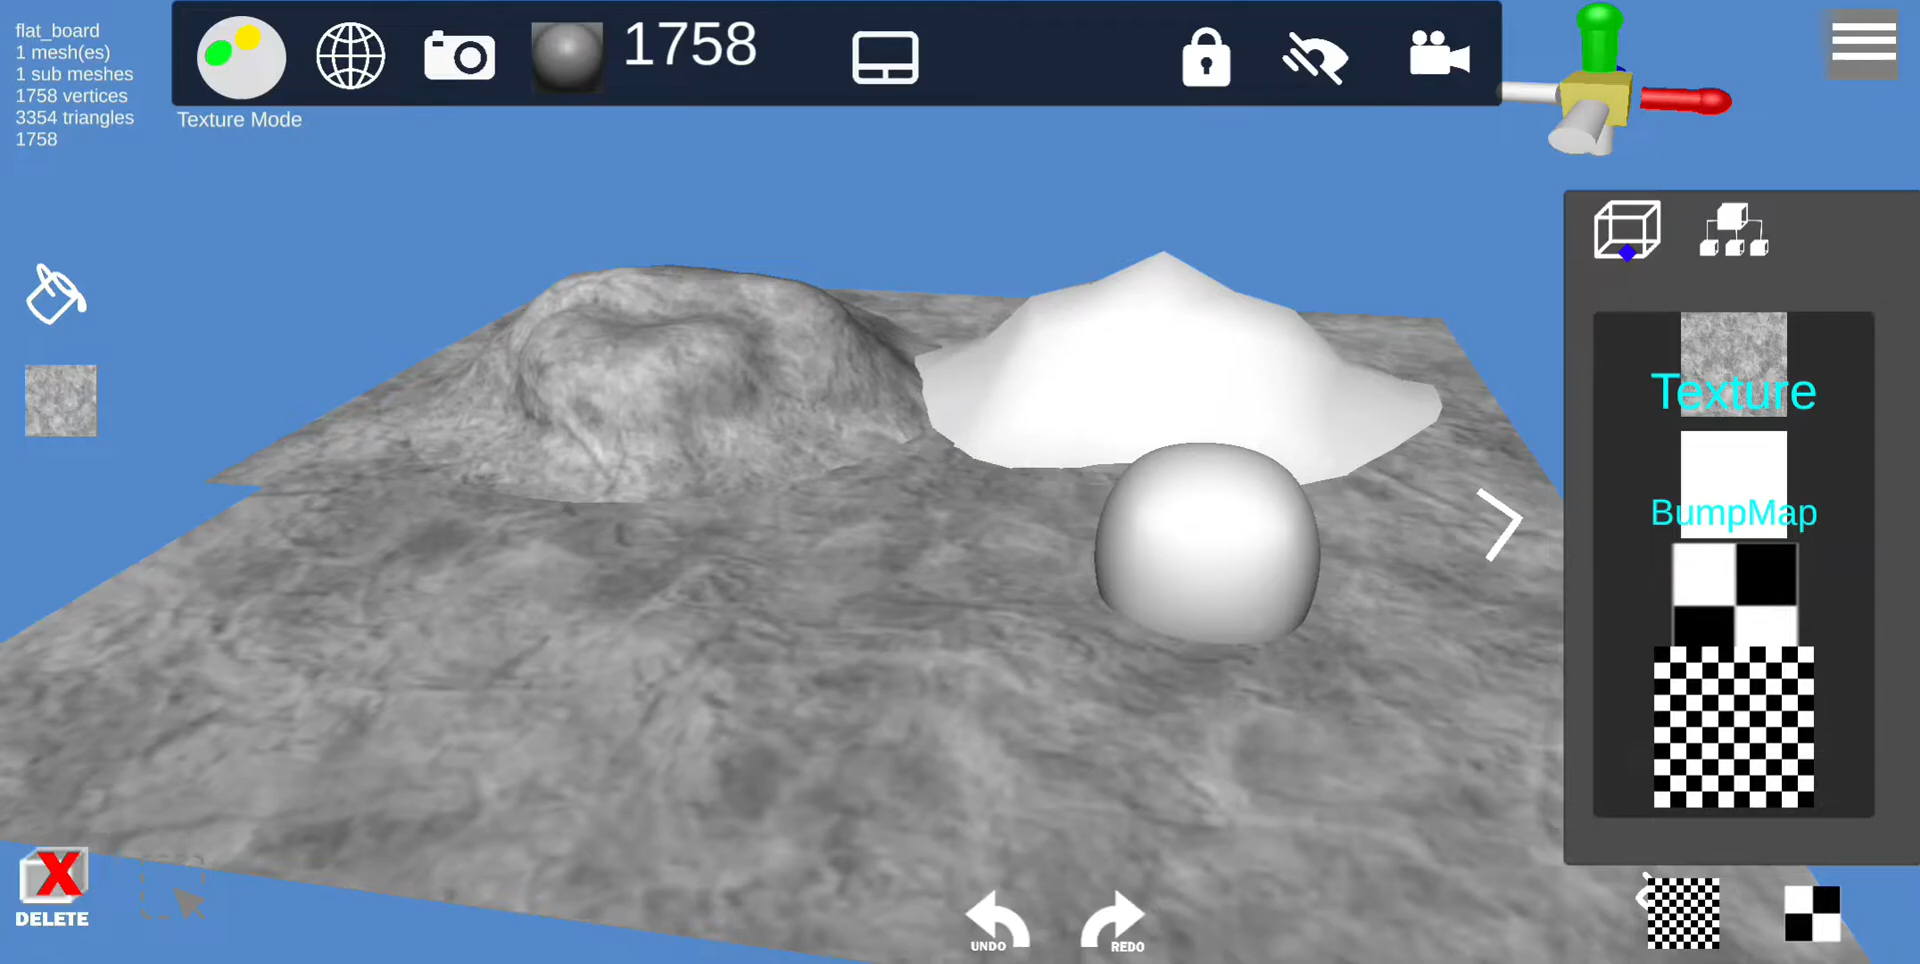 flat_board
1 mesh(es)
1 sub meshes
1758 vertices
3354 triangles
1758
1758
Texture Mode
Texture
BumpMap
X
DELETE
UNDO
REDO